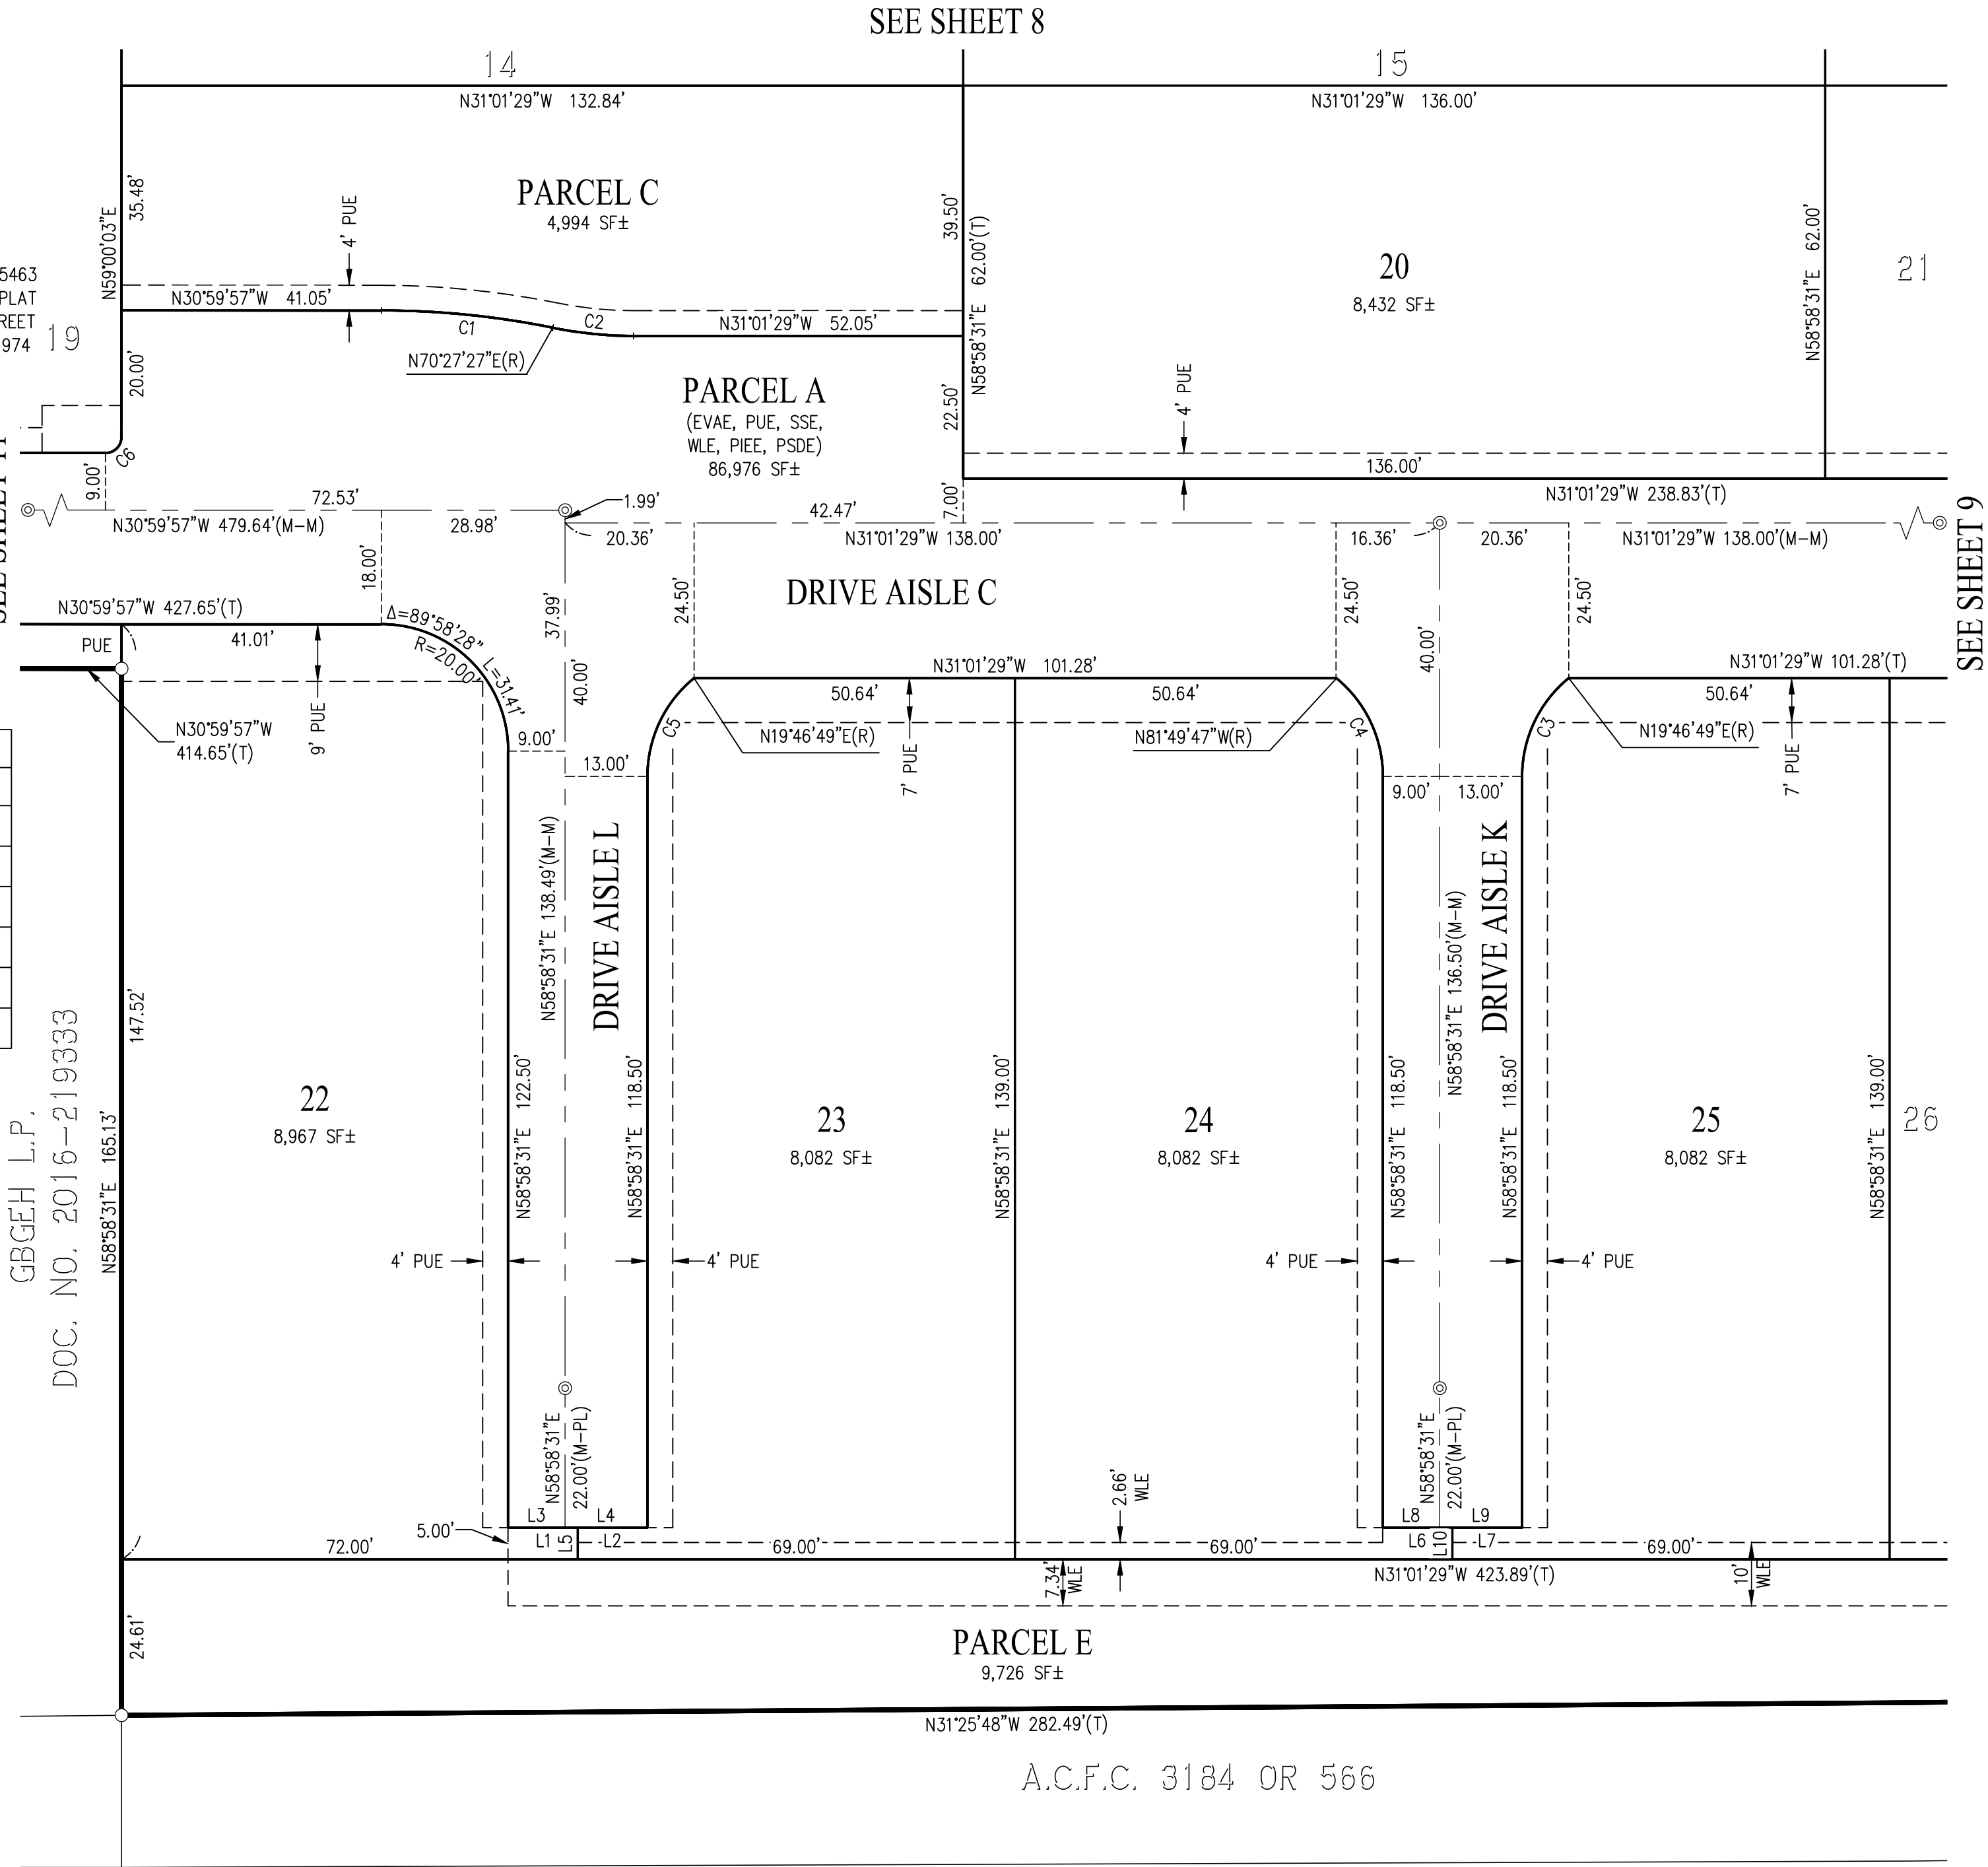 SEE SHEET 8
14
15
N31°01'29"W 132.84'
N31°01'29"W 136.00'
N59°00'03"E
35.48'
4' PUE
PARCEL C
4,994 SF±
39.50'
N58°58'31"E 62.00'(T)
20
8,432 SF±
N58°58'31"E 62.00'
21
5463
PLAT
REET
974
19
N30°59'57"W 41.05'
C1
C2
N31°01'29"W 52.05'
N70°27'27"E(R)
20.00'
PARCEL A
(EVAE, PUE, SSE,
WLE, PIEE, PSDE)
86,976 SF±
22.50'
4' PUE
136.00'
C6
9.00'
72.53'
1.99'
42.47'
7.00'
N31°01'29"W 238.83'(T)
N30°59'57"W 479.64'(M-M)
28.98'
20.36'
N31°01'29"W 138.00'
16.36'
20.36'
N31°01'29"W 138.00'(M-M)
SEE SHEET 9
18.00'
37.99'
24.50'
DRIVE AISLE C
24.50'
40.00'
24.50'
N30°59'57"W 427.65'(T)
41.01'
PUE
Δ=89°58'28" L=31.41'
R=20.00'
40.00'
N31°01'29"W 101.28'
50.64'
50.64'
N31°01'29"W 101.28'(T)
50.64'
N30°59'57"W
414.65'(T)
9' PUE
9.00'
13.00'
C5
N19°46'49"E(R)
7' PUE
N81°49'47"W(R)
C4
9.00'
13.00'
C3
N19°46'49"E(R)
7' PUE
N58°58'31"E 138.49'(M-M)
DRIVE AISLE L
N58°58'31"E 136.50'(M-M)
DRIVE AISLE K
GBGEH L.P.
DOC. NO. 2016-219333
147.52'
N58°58'31"E 165.13'
22
8,967 SF±
N58°58'31"E 122.50'
N58°58'31"E 118.50'
23
8,082 SF±
N58°58'31"E 139.00'
24
8,082 SF±
N58°58'31"E 118.50'
N58°58'31"E 118.50'
25
8,082 SF±
N58°58'31"E 139.00'
26
4' PUE
4' PUE
4' PUE
4' PUE
N58°58'31"E
22.00'(M-PL)
2.66'
WLE
N58°58'31"E
22.00'(M-PL)
5.00'
L3
L4
L1
L5
L2
L8
L9
L6
L10
L7
72.00'
69.00'
69.00'
69.00'
N31°01'29"W 423.89'(T)
7.34'
WLE
10'
WLE
24.61'
PARCEL E
9,726 SF±
N31°25'48"W 282.49'(T)
A.C.F.C. 3184 OR 566